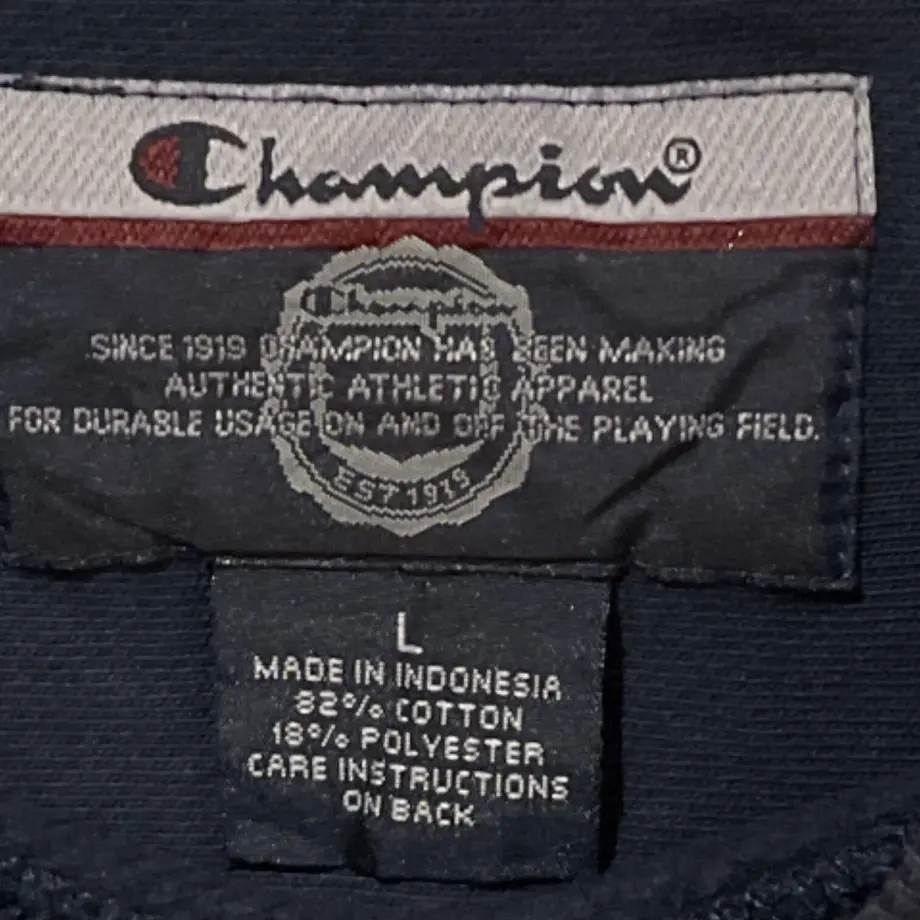 Champion®
Champion
SINCE 1919 CHAMPION HAS BEEN MAKING
AUTHENTIC ATHLETIC APPAREL
FOR DURABLE USAGE ON AND OFF THE PLAYING FIELD.
EST 1919
L
MADE IN INDONESIA
82% COTTON
18% POLYESTER
CARE INSTRUCTIONS
ON BACK